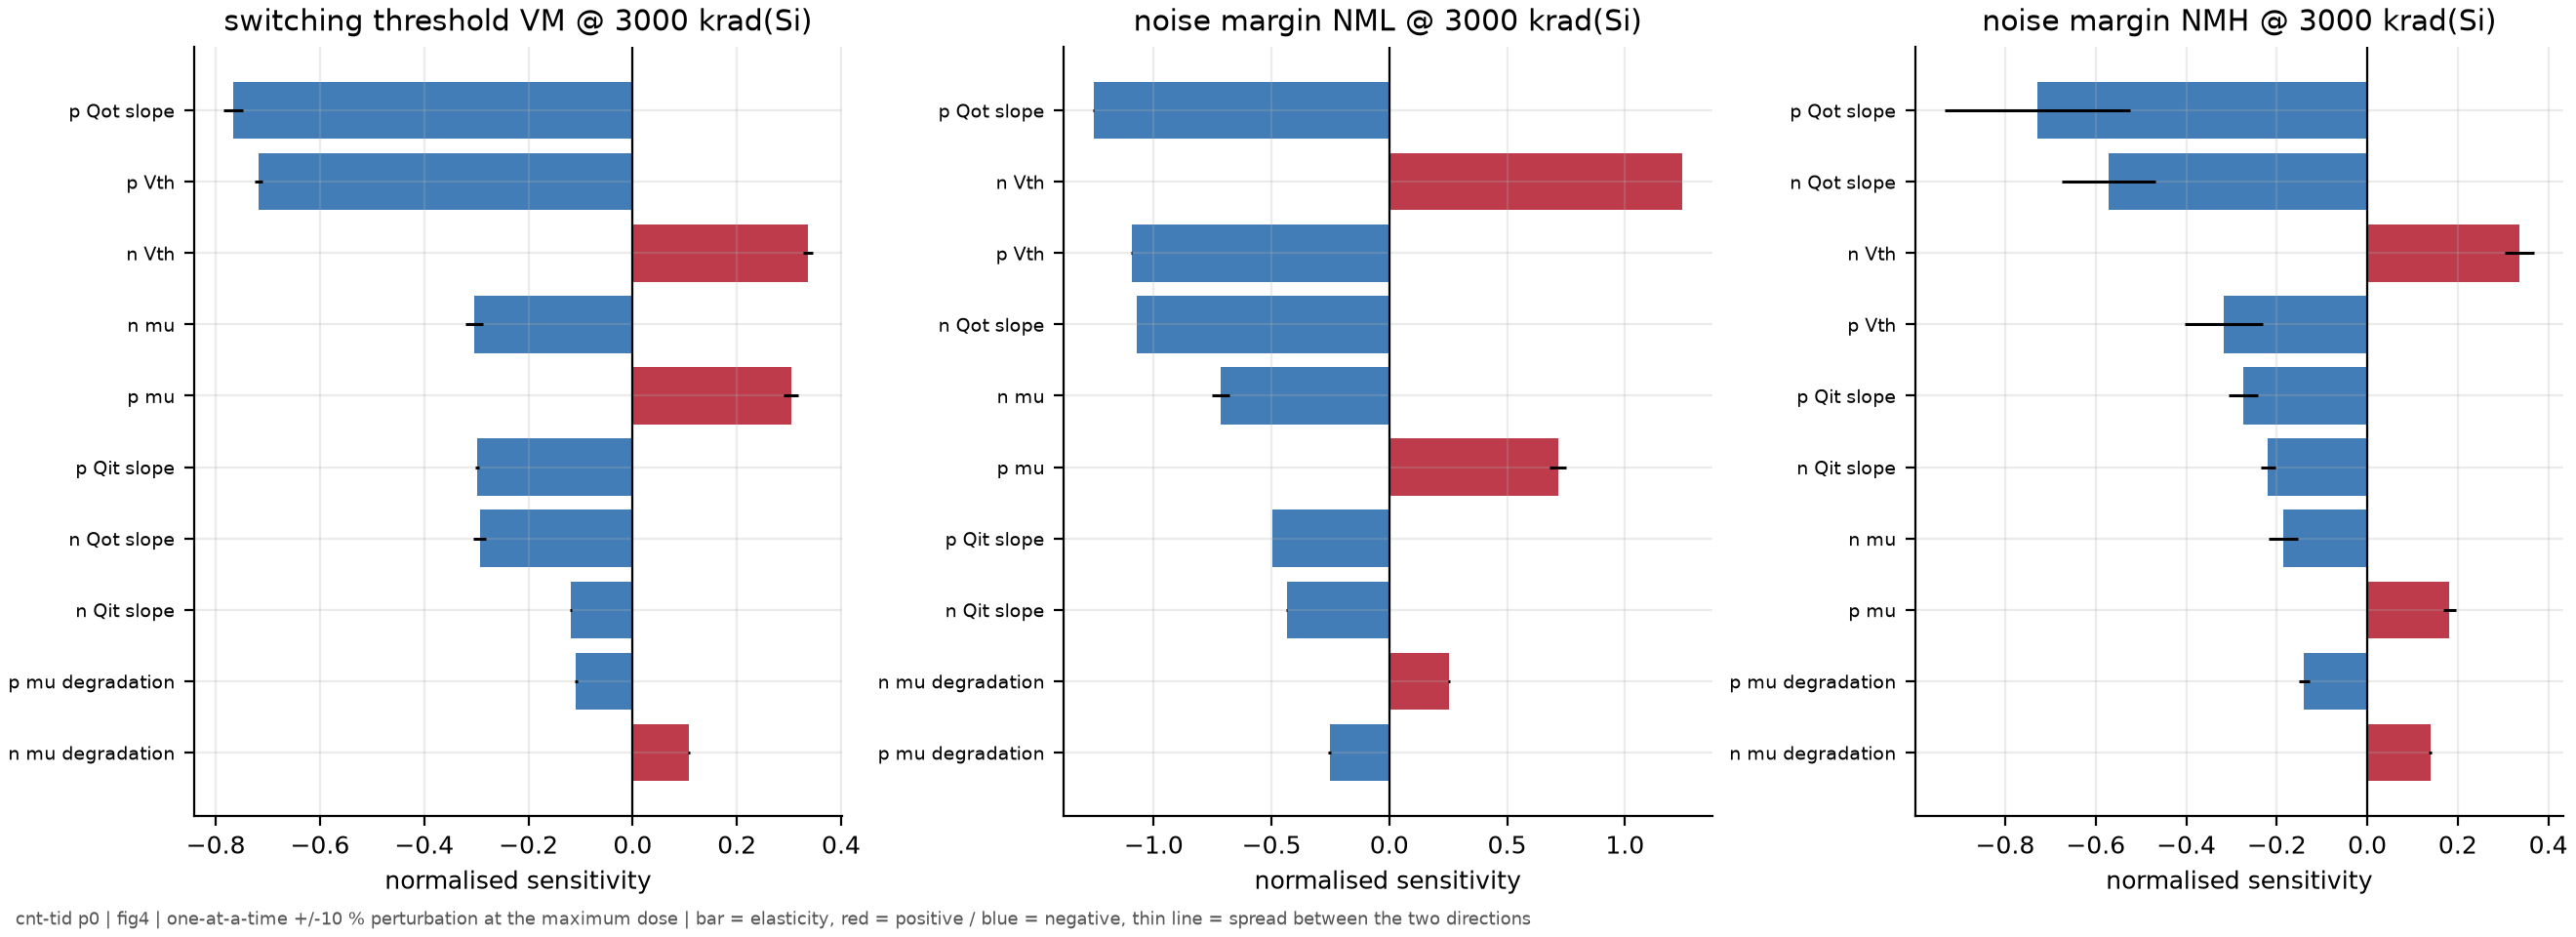 switching threshold VM @ 3000 krad(Si)
p Qot slope
p Vth
n Vth
n mu
p mu
p Qit slope
n Qot slope
n Qit slope
p mu degradation
n mu degradation
−0.8 −0.6 −0.4 −0.2 0.0 0.2 0.4
normalised sensitivity
noise margin NML @ 3000 krad(Si)
p Qot slope
n Vth
p Vth
n Qot slope
n mu
p mu
p Qit slope
n Qit slope
n mu degradation
p mu degradation
−1.0 −0.5 0.0 0.5 1.0
normalised sensitivity
noise margin NMH @ 3000 krad(Si)
p Qot slope
n Qot slope
n Vth
p Vth
p Qit slope
n Qit slope
n mu
p mu
p mu degradation
n mu degradation
−0.8 −0.6 −0.4 −0.2 0.0 0.2 0.4
normalised sensitivity
cnt-tid p0 | fig4 | one-at-a-time +/-10 % perturbation at the maximum dose | bar = elasticity, red = positive / blue = negative, thin line = spread between the two directions